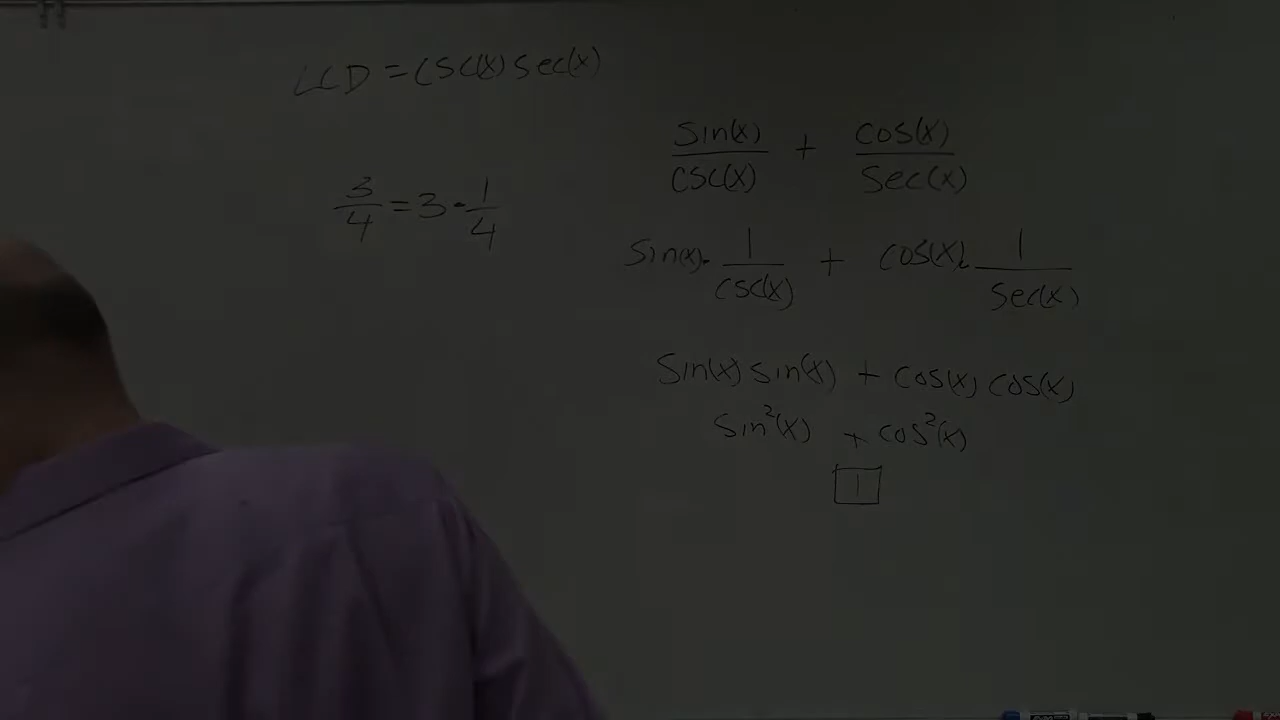 LCD = csc(x) sec(x)
3/4 = 3 · 1/4
sin(x)/csc(x) + cos(x)/sec(x)
sin(x) · 1/csc(x) + cos(x) · 1/sec(x)
sin(x) sin(x) + cos(x) cos(x)
sin²(x) + cos²(x)
1